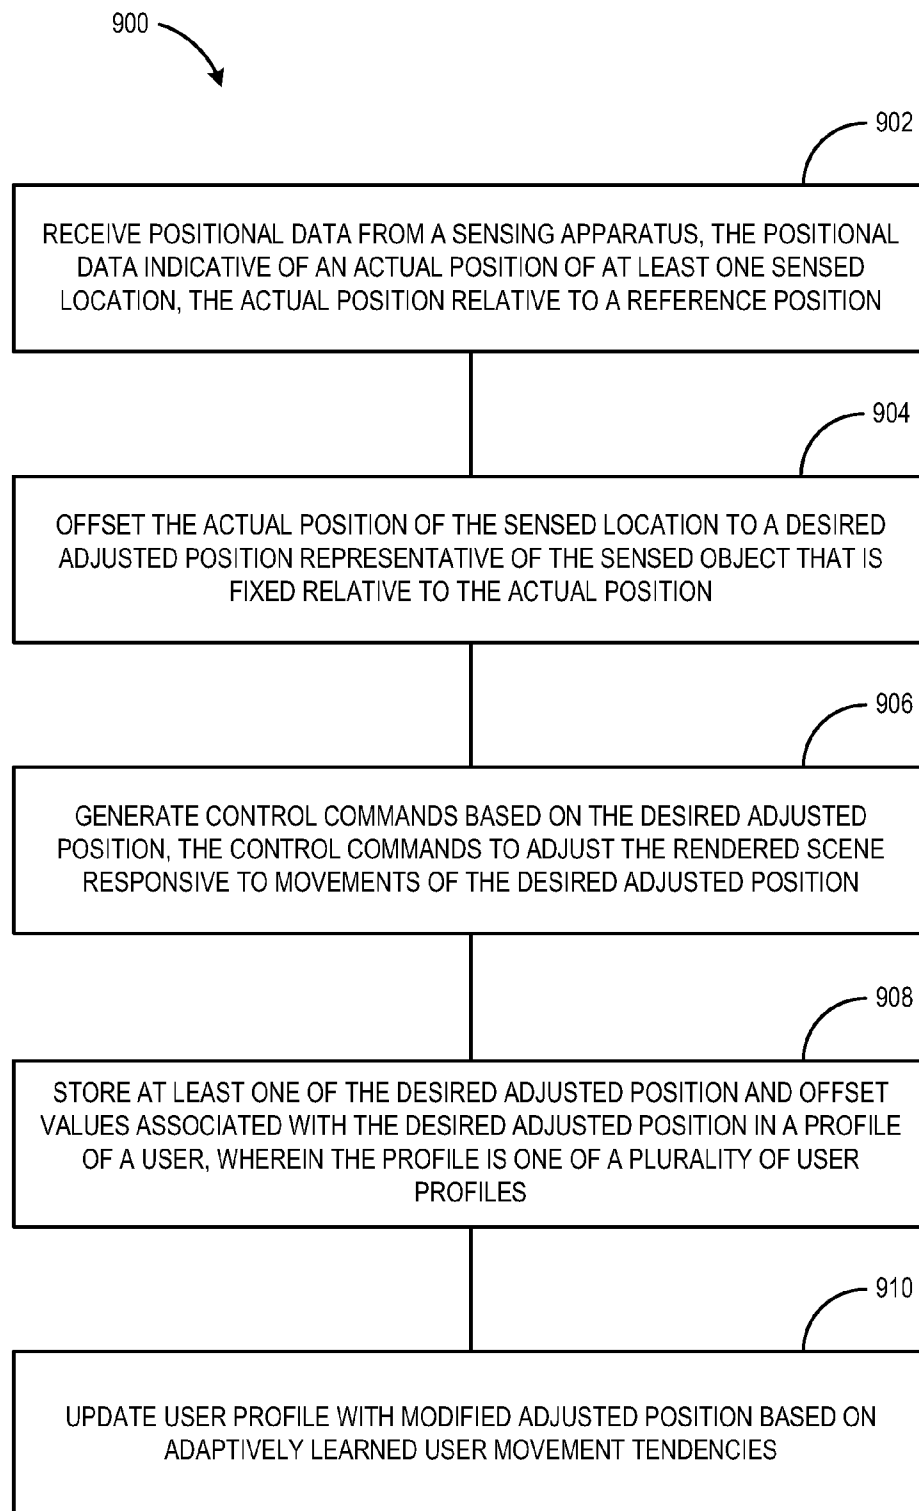 900
902
RECEIVE POSITIONAL DATA FROM A SENSING APPARATUS, THE POSITIONAL
DATA INDICATIVE OF AN ACTUAL POSITION OF AT LEAST ONE SENSED
LOCATION, THE ACTUAL POSITION RELATIVE TO A REFERENCE POSITION
904
OFFSET THE ACTUAL POSITION OF THE SENSED LOCATION TO A DESIRED
ADJUSTED POSITION REPRESENTATIVE OF THE SENSED OBJECT THAT IS
FIXED RELATIVE TO THE ACTUAL POSITION
906
GENERATE CONTROL COMMANDS BASED ON THE DESIRED ADJUSTED
POSITION, THE CONTROL COMMANDS TO ADJUST THE RENDERED SCENE
RESPONSIVE TO MOVEMENTS OF THE DESIRED ADJUSTED POSITION
908
STORE AT LEAST ONE OF THE DESIRED ADJUSTED POSITION AND OFFSET
VALUES ASSOCIATED WITH THE DESIRED ADJUSTED POSITION IN A PROFILE
OF A USER, WHEREIN THE PROFILE IS ONE OF A PLURALITY OF USER
PROFILES
910
UPDATE USER PROFILE WITH MODIFIED ADJUSTED POSITION BASED ON
ADAPTIVELY LEARNED USER MOVEMENT TENDENCIES